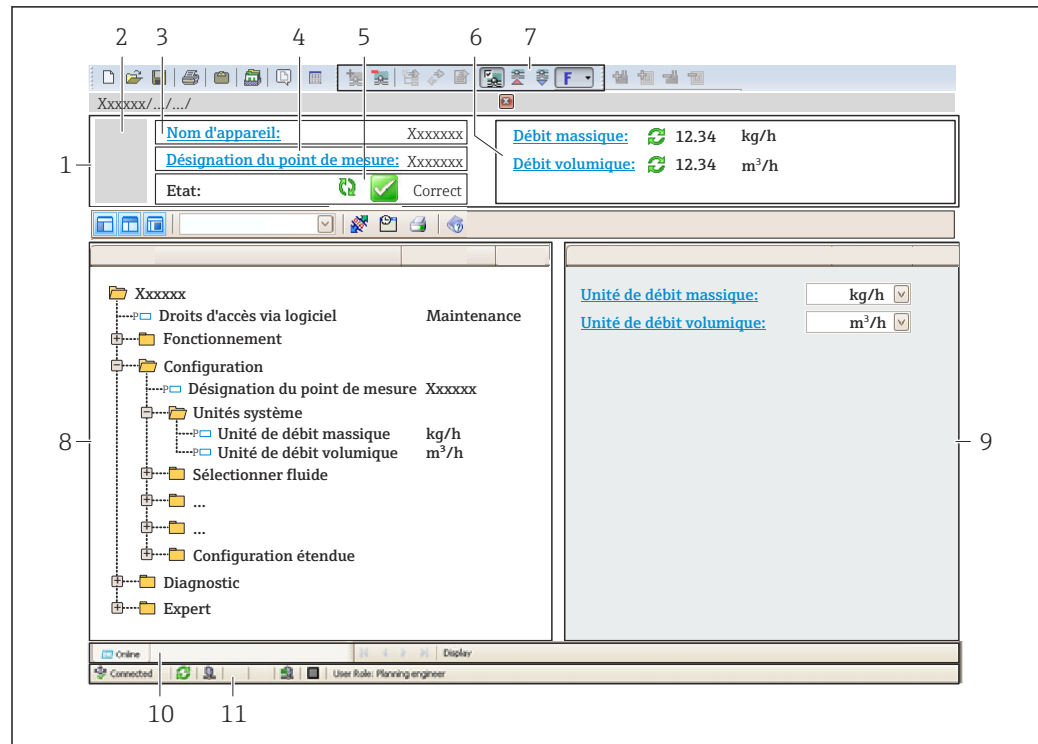 2 3 4 5 6 7
F
Xxxxxx/.../.../
1
Nom d'appareil: Xxxxxxx
Désignation du point de mesure: Xxxxxxx
Etat: Correct
Débit massique: 12.34 kg/h
Débit volumique: 12.34 m³/h
Xxxxxx
P Droits d'accès via logiciel Maintenance
Fonctionnement
Configuration
P Désignation du point de mesure Xxxxxx
Unités système
P Unité de débit massique kg/h
P Unité de débit volumique m³/h
Sélectionner fluide
...
...
Configuration étendue
Diagnostic
Expert
8
Unité de débit massique: kg/h
Unité de débit volumique: m³/h
9
Online Display
Connected User Role: Planning engineer
10 11